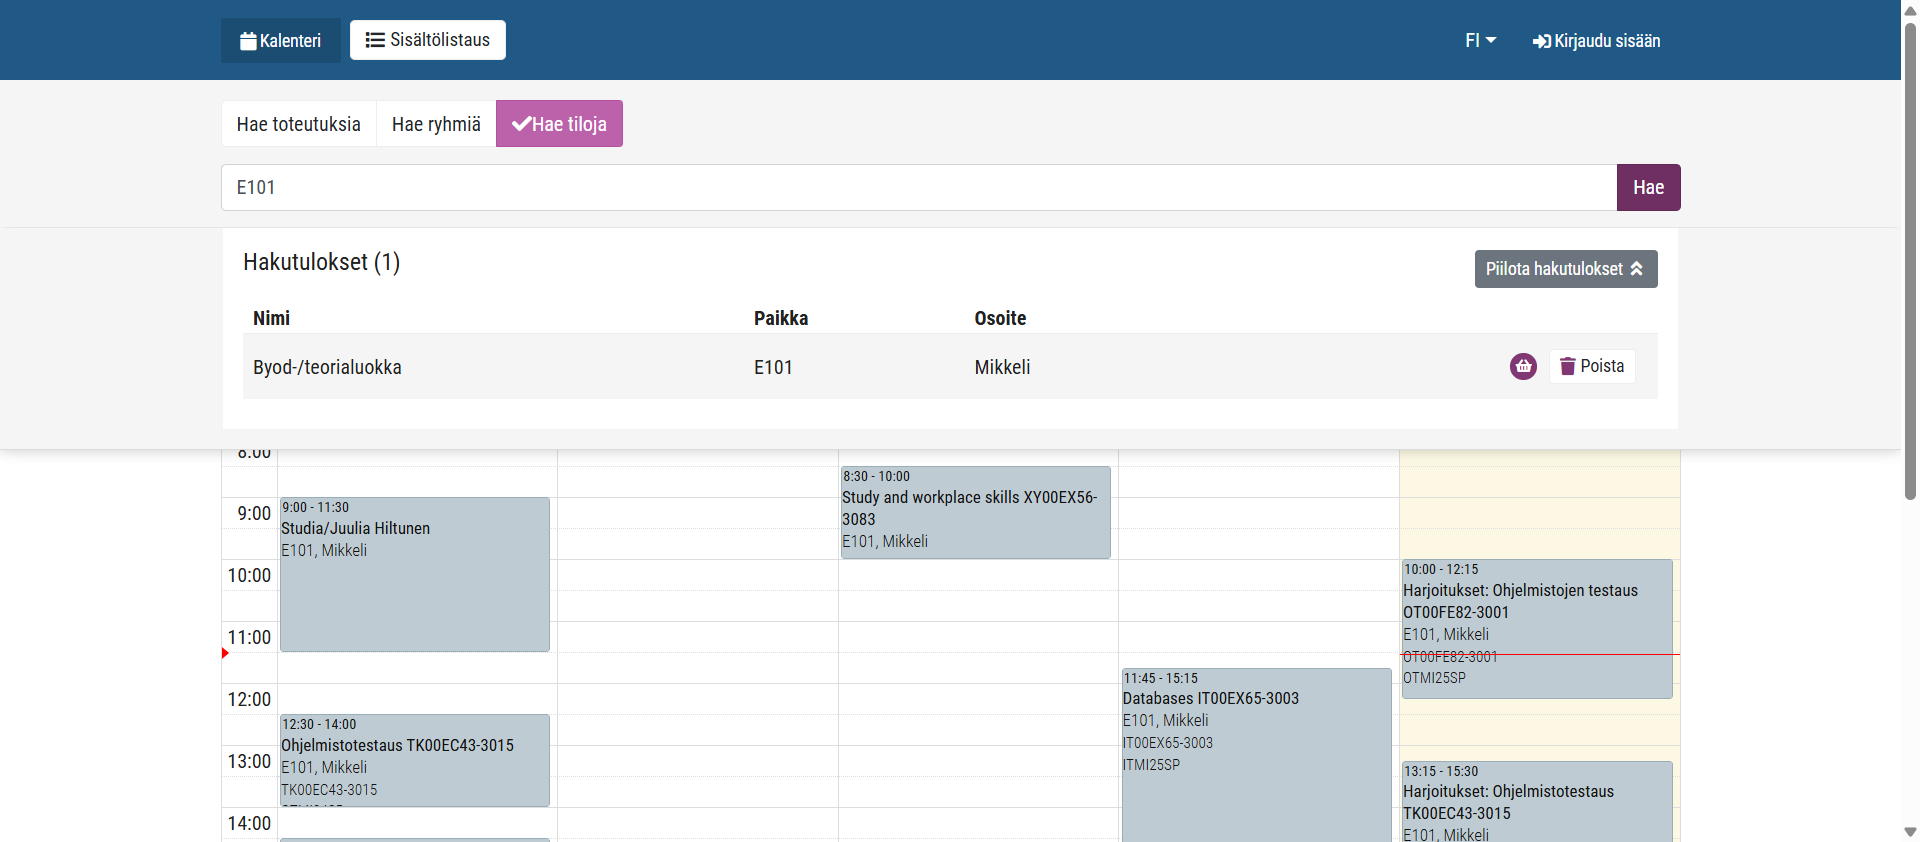 Kalenteri
Sisältölistaus
FI
Kirjaudu sisään
Hae toteutuksia
Hae ryhmiä
Hae tiloja
E101
Hae
Hakutulokset (1)
Piilota hakutulokset
Nimi
Paikka
Osoite
Byod-/teorialuokka
E101
Mikkeli
Poista
8:00
9:00
10:00
11:00
12:00
13:00
14:00
9:00 - 11:30
Studia/Juulia Hiltunen
E101, Mikkeli
12:30 - 14:00
Ohjelmistotestaus TK00EC43-3015
E101, Mikkeli
TK00EC43-3015
8:30 - 10:00
Study and workplace skills XY00EX56-
3083
E101, Mikkeli
11:45 - 15:15
Databases IT00EX65-3003
E101, Mikkeli
IT00EX65-3003
ITMI25SP
10:00 - 12:15
Harjoitukset: Ohjelmistojen testaus
OT00FE82-3001
E101, Mikkeli
OT00FE82-3001
OTMI25SP
13:15 - 15:30
Harjoitukset: Ohjelmistotestaus
TK00EC43-3015
E101, Mikkeli